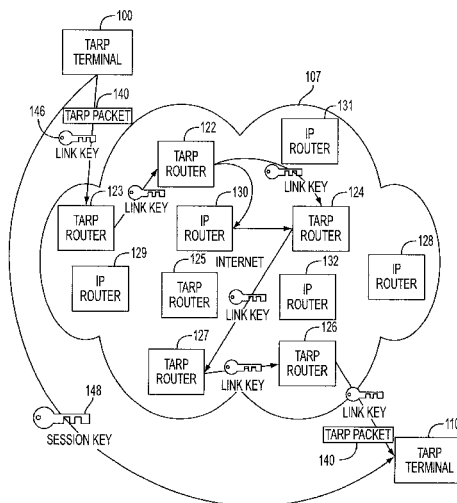 100
TARP
TERMINAL
140
TARP PACKET
146
LINK KEY
107
131
IP
ROUTER
122
TARP
ROUTER
LINK KEY
123
TARP
ROUTER
LINK KEY
130
IP
ROUTER
124
TARP
ROUTER
129
IP
ROUTER
125
TARP
ROUTER
INTERNET
132
IP
ROUTER
128
IP
ROUTER
LINK KEY
127
TARP
ROUTER
LINK KEY
126
TARP
ROUTER
LINK KEY
148
SESSION KEY
TARP PACKET
140
110
TARP
TERMINAL